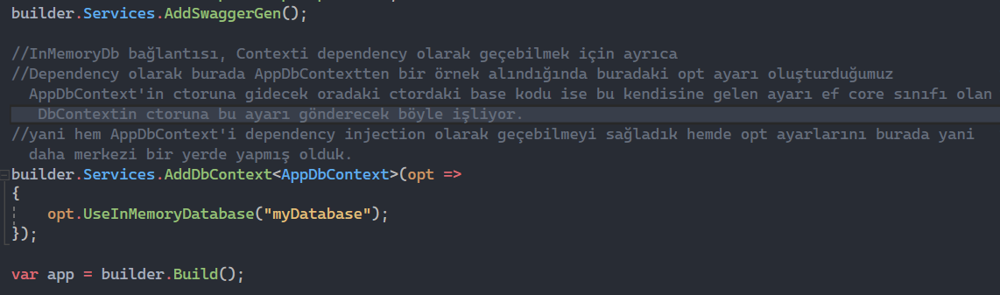 builder.Services.AddSwaggerGen();
//InMemoryDb bağlantısı, Contexti dependency olarak geçebilmek için ayrıca
//Dependency olarak burada AppDbContextten bir örnek alındığında buradaki opt ayarı oluşturduğumuz
AppDbContext'in ctoruna gidecek oradaki ctordaki base kodu ise bu kendisine gelen ayarı ef core sınıfı olan
DbContextin ctoruna bu ayarı gönderecek böyle işliyor.
//yani hem AppDbContext'i dependency injection olarak geçebilmeyi sağladık hemde opt ayarlarını burada yani
daha merkezi bir yerde yapmış olduk.
builder.Services.AddDbContext<AppDbContext>(opt =>
{
    opt.UseInMemoryDatabase("myDatabase");
});
var app = builder.Build();